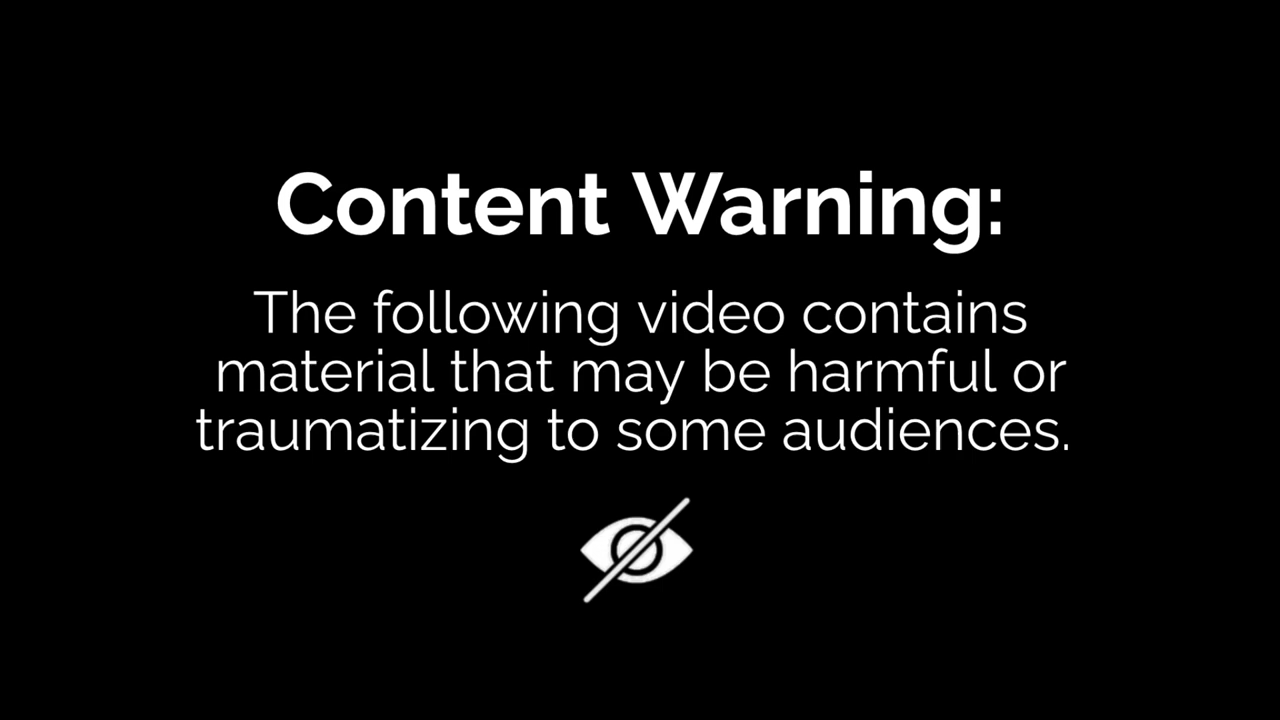 Content Warning:
The following video contains
material that may be harmful or
traumatizing to some audiences.